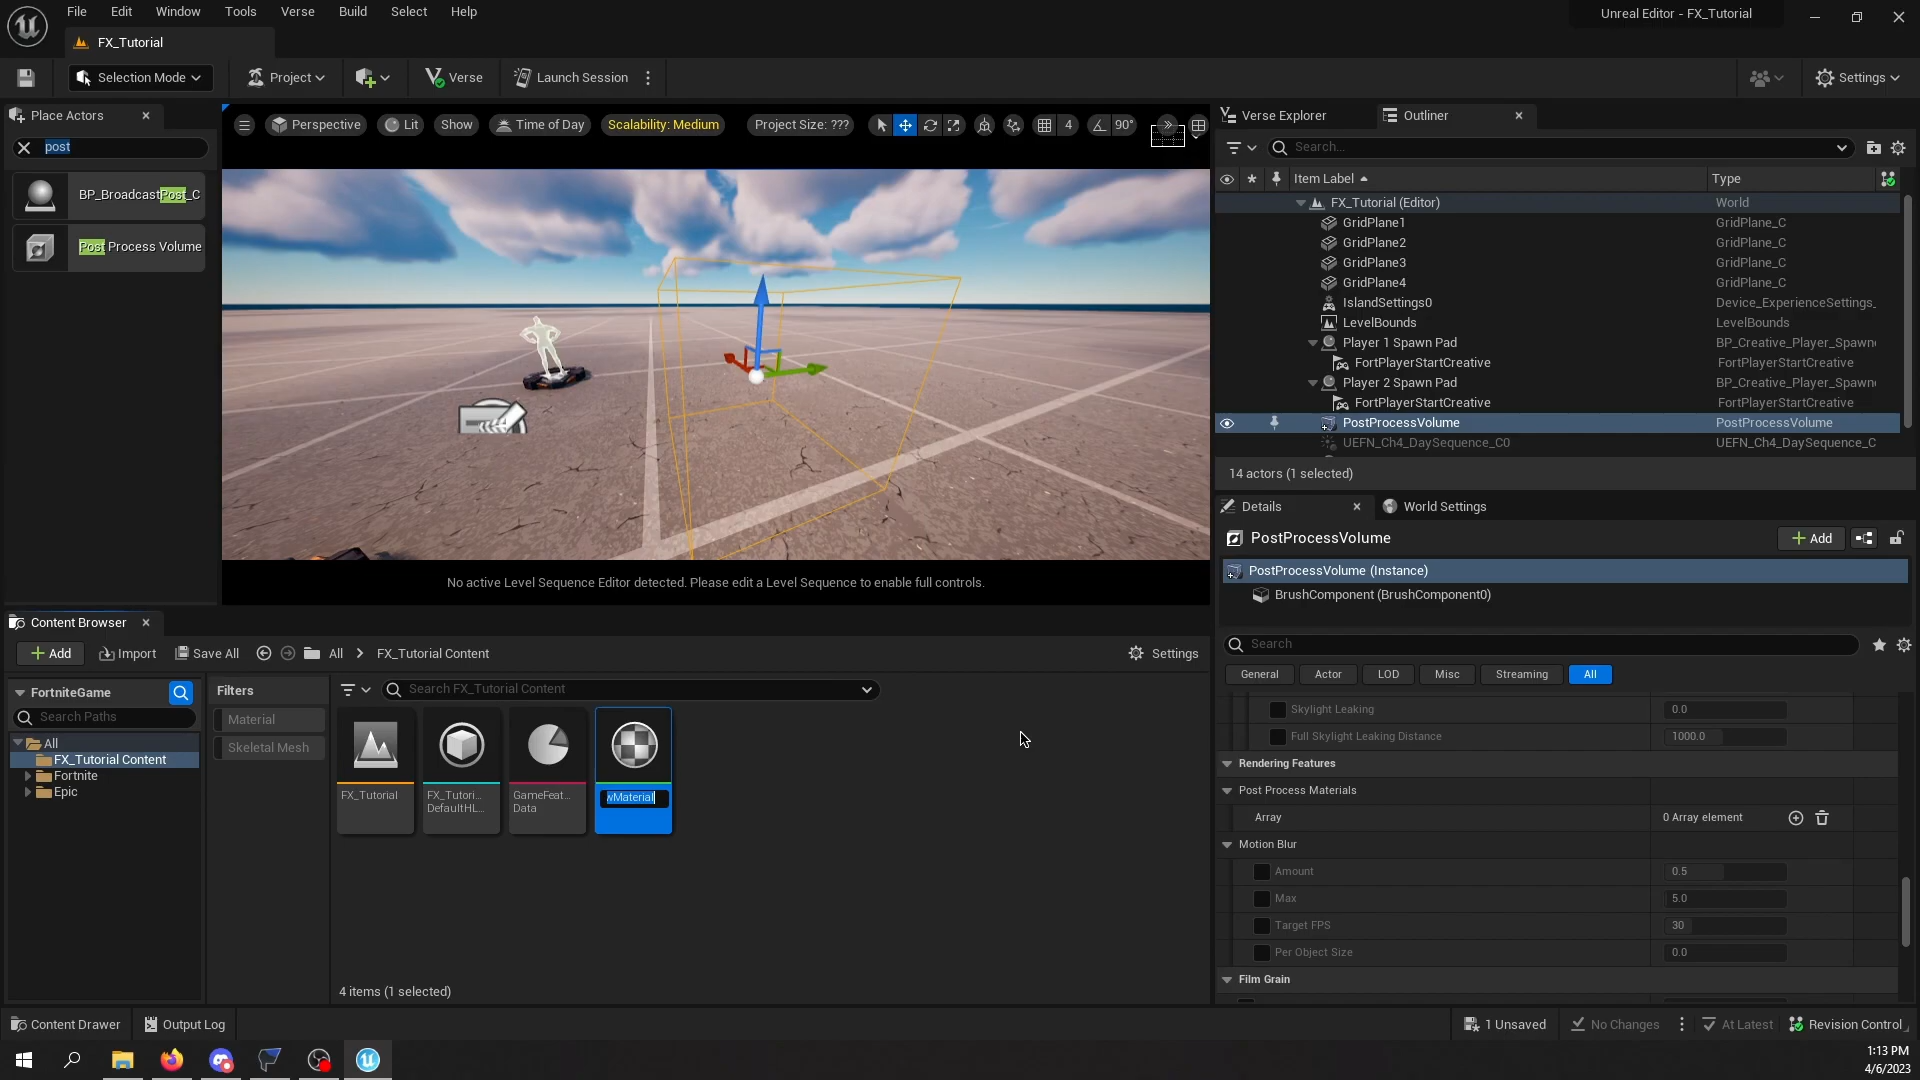 File Edit Window Tools Verse Build Select Help
Unreal Editor - FX_Tutorial
FX_Tutorial
Selection Mode
Project
Verse
Launch Session
Settings
Place Actors
post
BP_BroadcastPost_C
Post Process Volume
Perspective
Lit
Show
Time of Day
Scalability: Medium
Project Size: ???
4
90°
No active Level Sequence Editor detected. Please edit a Level Sequence to enable full controls.
Verse Explorer
Outliner
Search...
Item Label
Type
FX_Tutorial (Editor) World
GridPlane1 GridPlane_C
GridPlane2 GridPlane_C
GridPlane3 GridPlane_C
GridPlane4 GridPlane_C
IslandSettings0 Device_ExperienceSettings_
LevelBounds LevelBounds
Player 1 Spawn Pad BP_Creative_Player_Spawn
FortPlayerStartCreative FortPlayerStartCreative
Player 2 Spawn Pad BP_Creative_Player_Spawn
FortPlayerStartCreative FortPlayerStartCreative
PostProcessVolume PostProcessVolume
UEFN_Ch4_DaySequence_C0 UEFN_Ch4_DaySequence_C
14 actors (1 selected)
Details
World Settings
PostProcessVolume
Add
PostProcessVolume (Instance)
BrushComponent (BrushComponent0)
Search
General Actor LOD Misc Streaming All
Skylight Leaking 0.0
Full Skylight Leaking Distance 1000.0
Rendering Features
Post Process Materials
Array 0 Array element
Motion Blur
Amount 0.5
Max 5.0
Target FPS 30
Per Object Size 0.0
Film Grain
Content Browser
Add
Import
Save All
All
FX_Tutorial Content
Settings
FortniteGame
Search Paths
All
FX_Tutorial Content
Fortnite
Epic
Filters
Material
Skeletal Mesh
Search FX_Tutorial Content
FX_Tutorial
FX_Tutori...
DefaultHL...
GameFeat...
Data
wMaterial
4 items (1 selected)
Content Drawer
Output Log
1 Unsaved
No Changes
At Latest
Revision Control
1:13 PM
4/6/2023